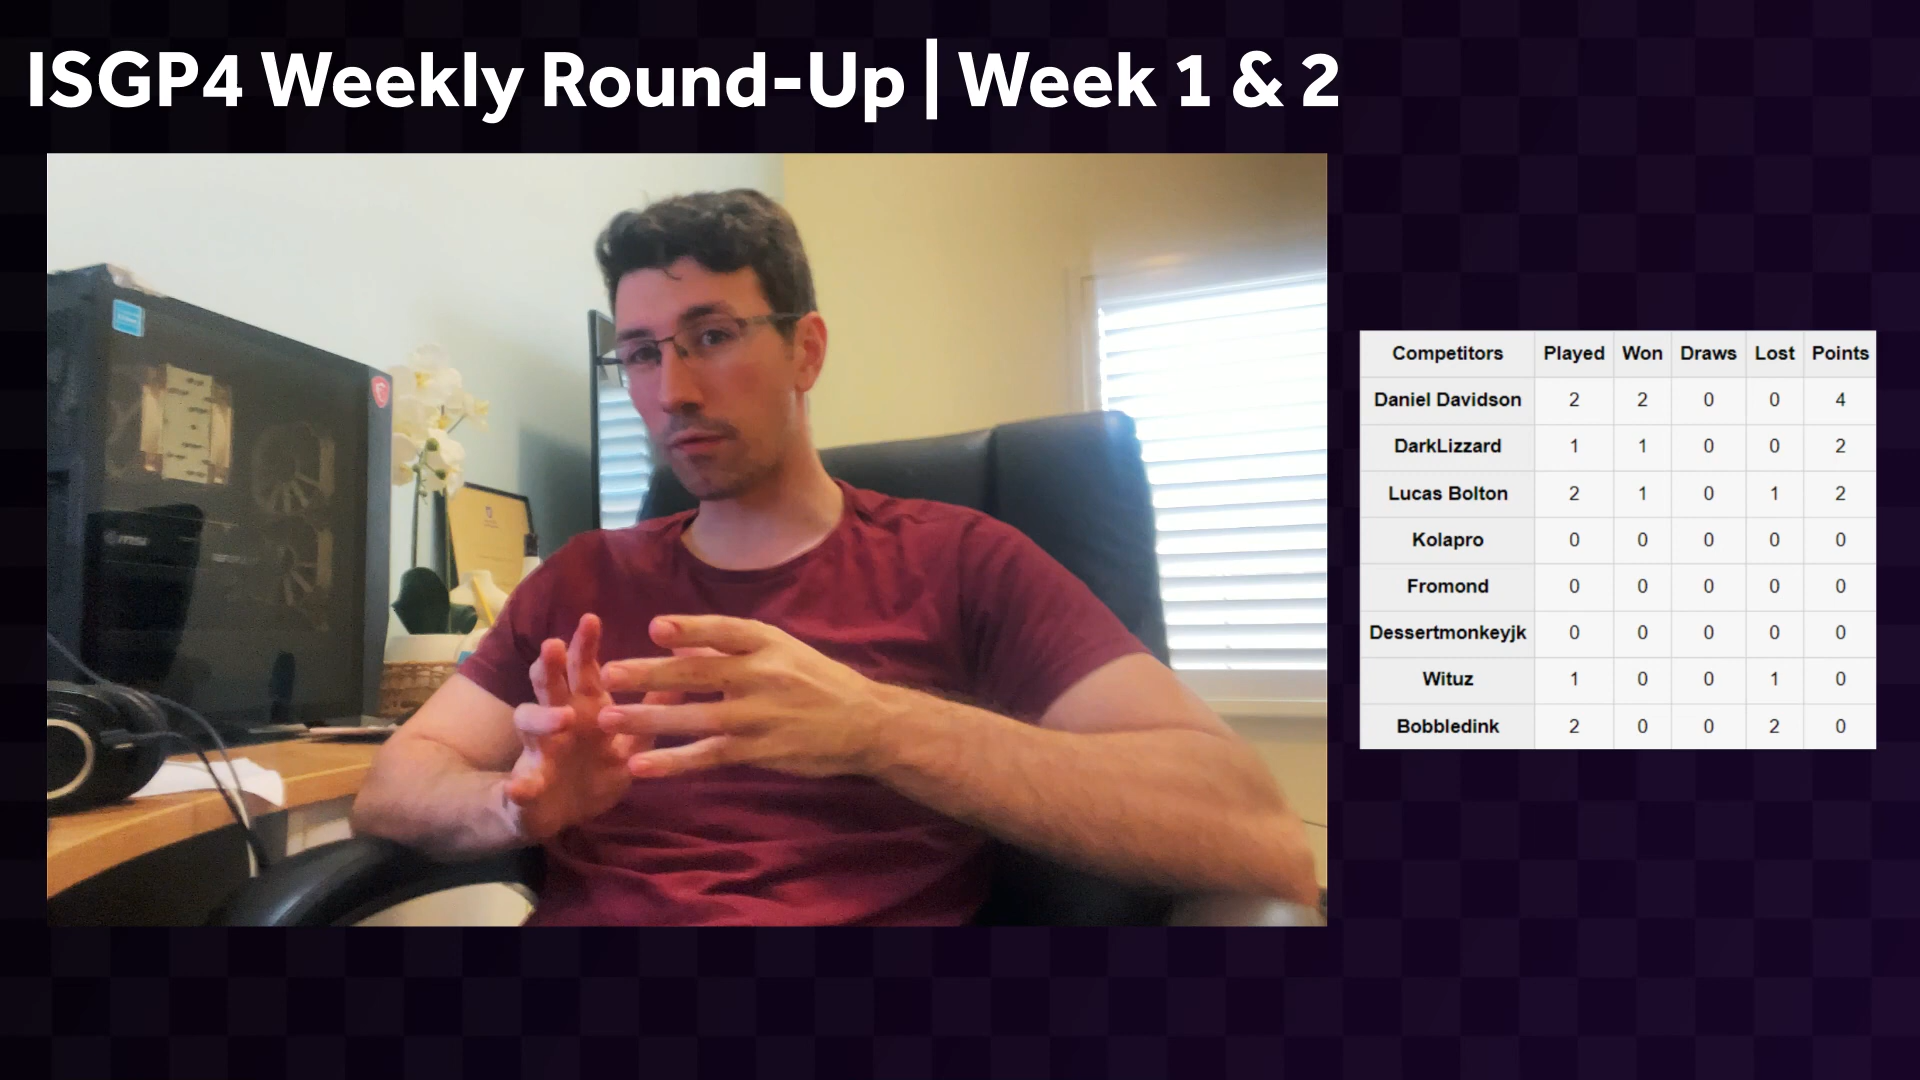 ISGP4 Weekly Round-Up | Week 1 & 2
Competitors Played Won Draws Lost Points
Daniel Davidson 2 2 0 0 4
DarkLizzard 1 1 0 0 2
Lucas Bolton 2 1 0 1 2
Kolapro 0 0 0 0 0
Fromond 0 0 0 0 0
Dessertmonkeyjk 0 0 0 0 0
Wituz 1 0 0 1 0
Bobbledink 2 0 0 2 0
msi